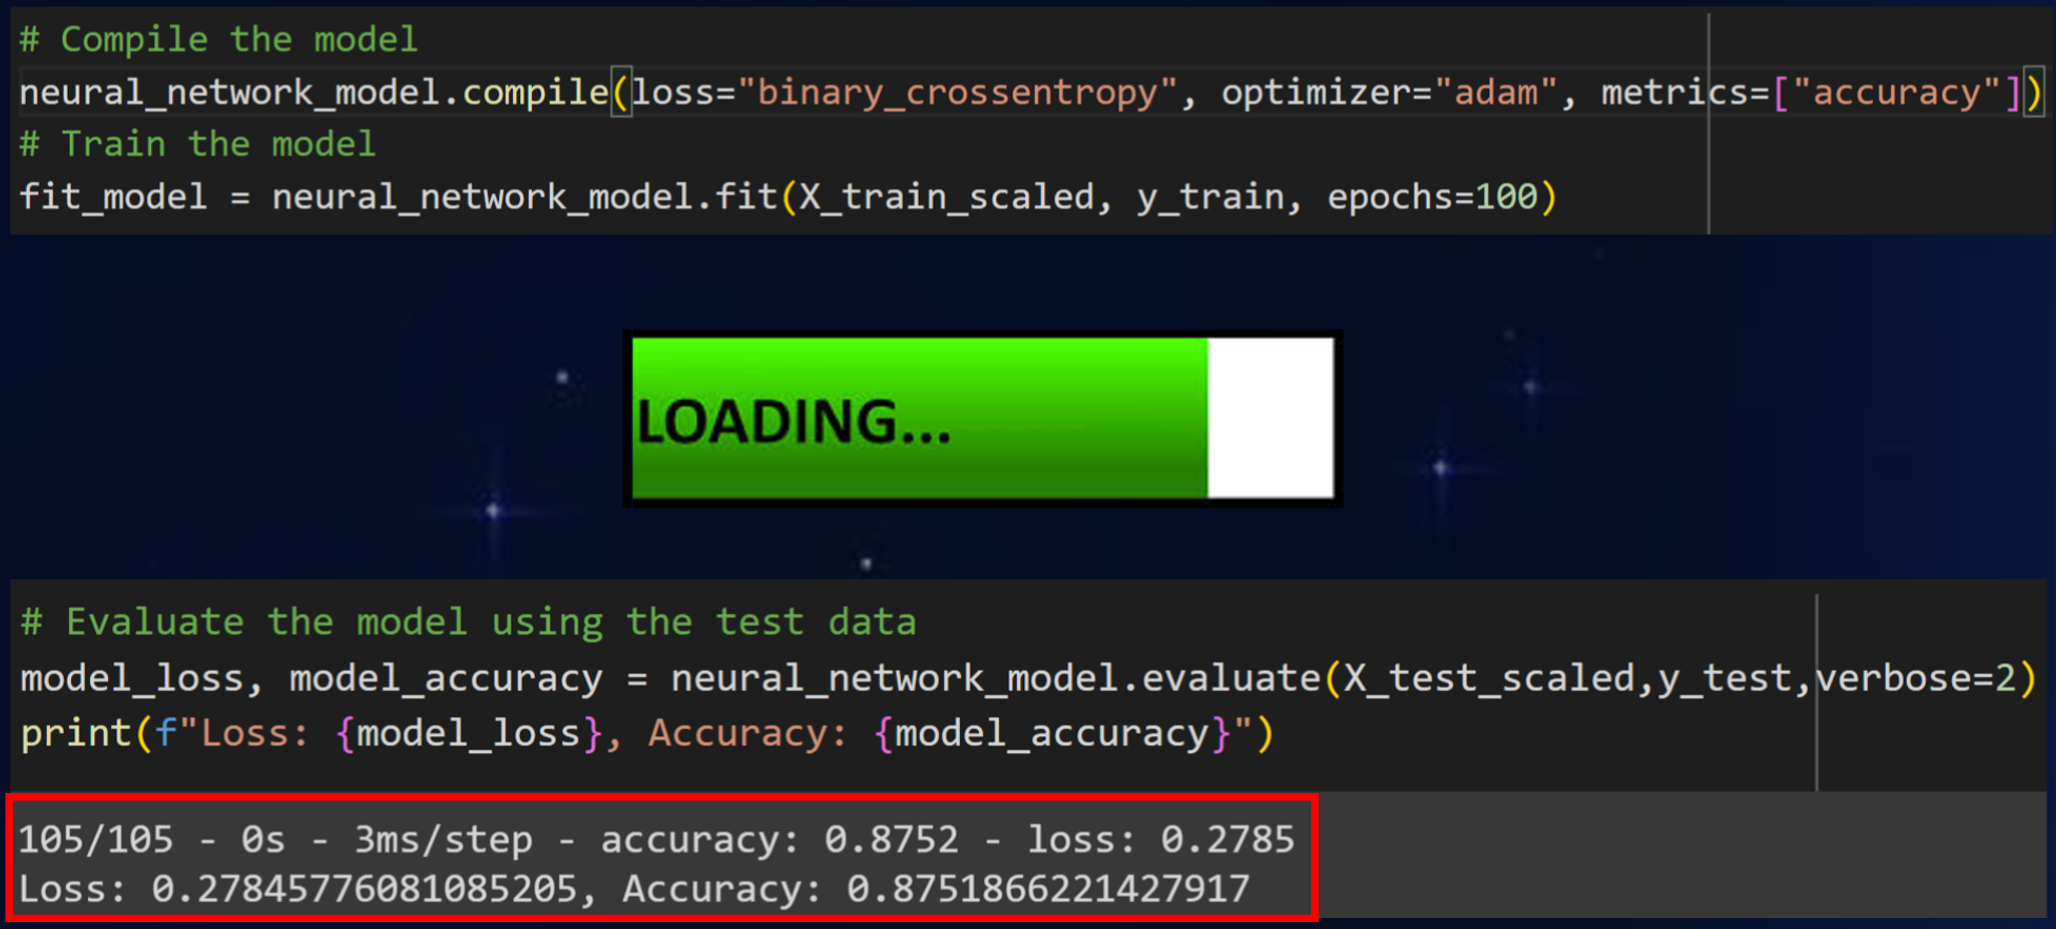 # Compile the model
neural_network_model.compile(loss="binary_crossentropy", optimizer="adam", metrics=["accuracy"])
# Train the model
fit_model = neural_network_model.fit(X_train_scaled, y_train, epochs=100)
LOADING...
# Evaluate the model using the test data
model_loss, model_accuracy = neural_network_model.evaluate(X_test_scaled,y_test,verbose=2)
print(f"Loss: {model_loss}, Accuracy: {model_accuracy}")
105/105 - 0s - 3ms/step - accuracy: 0.8752 - loss: 0.2785
Loss: 0.27845776081085205, Accuracy: 0.8751866221427917